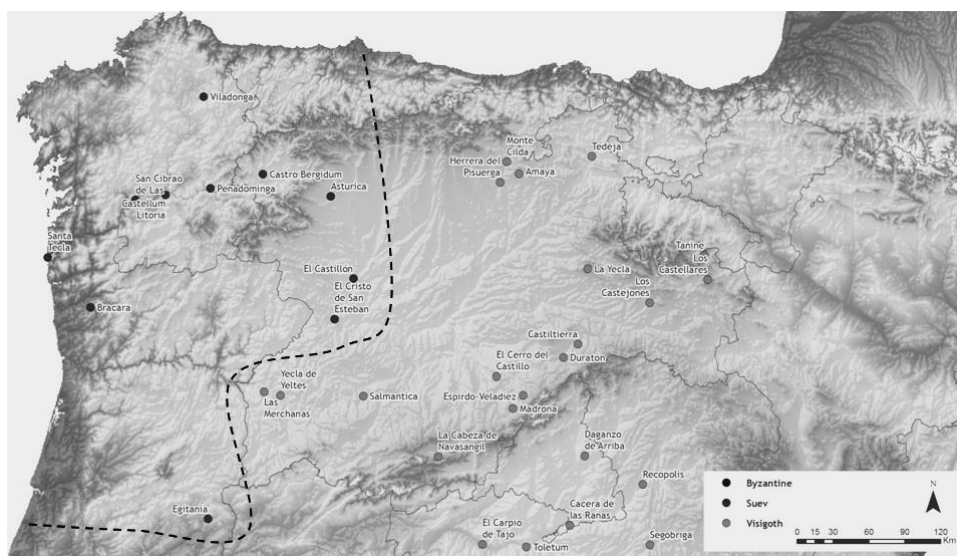 Viladonga
Monte
Cildá
Tedeja
Herrera del
Pisuerga
Amaya
Castro Bergidum
San Cibrao
de Las
Penadominga
Asturica
Castellum
Litoria
Santa
Tecla
Tanine
Los
Castellares
El Castillón
La Yecla
Los
Castejones
El Cristo
de San
Esteban
Bracara
Castiltierra
El Cerro del
Castillo
Duraton
Yecla de
Yeltes
Las
Merchanas
Salmantica
Espirdo-Veladiez
Madrona
La Cabeza de
Navasangil
Daganzo
de Arriba
Recopolis
Egitania
Cacera de
las Ranas
El Carpio
de Tajo
Toletum
Segobriga
Byzantine
Suev
Visigoth
N
0 15 30 60 90 120
Km